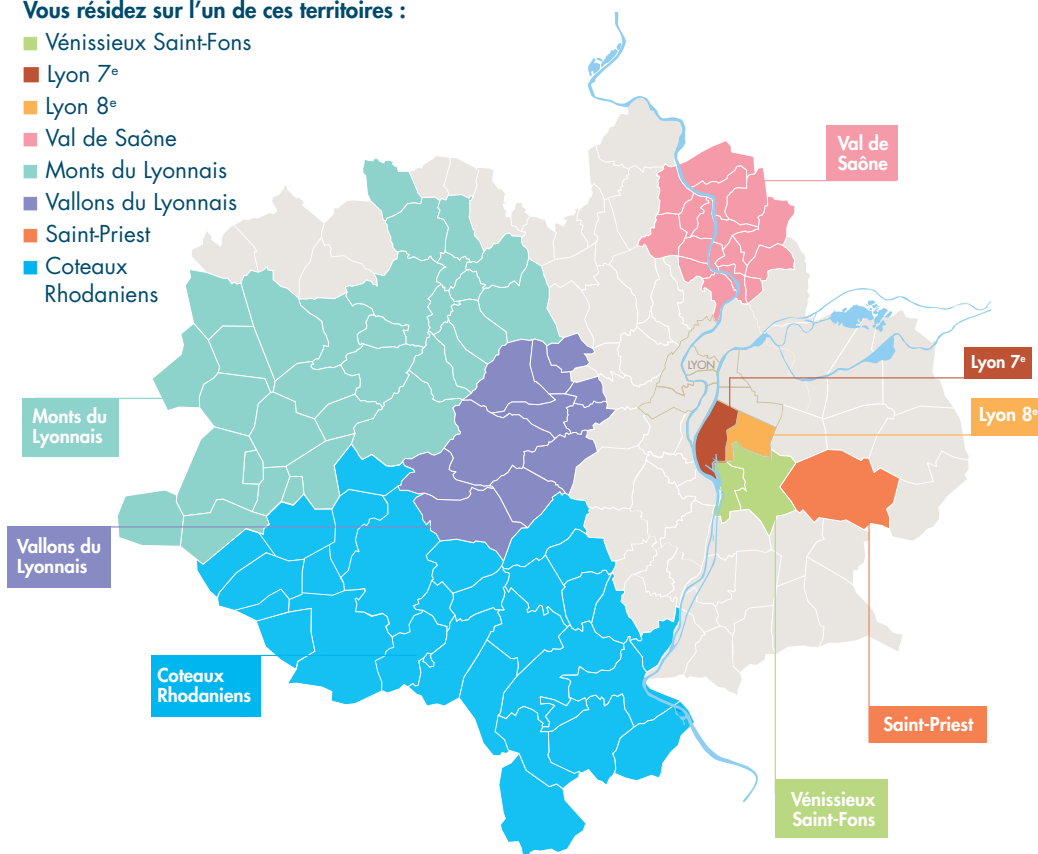 Vous résidez sur l’un de ces territoires :
Vénissieux Saint-Fons
Lyon 7ᵉ
Lyon 8ᵉ
Val de Saône
Monts du Lyonnais
Vallons du Lyonnais
Saint-Priest
Coteaux
Rhodaniens
Val de
Saône
LYON
Lyon 7ᵉ
Lyon 8ᵉ
Monts du
Lyonnais
Vallons du
Lyonnais
Coteaux
Rhodaniens
Saint-Priest
Vénissieux
Saint-Fons